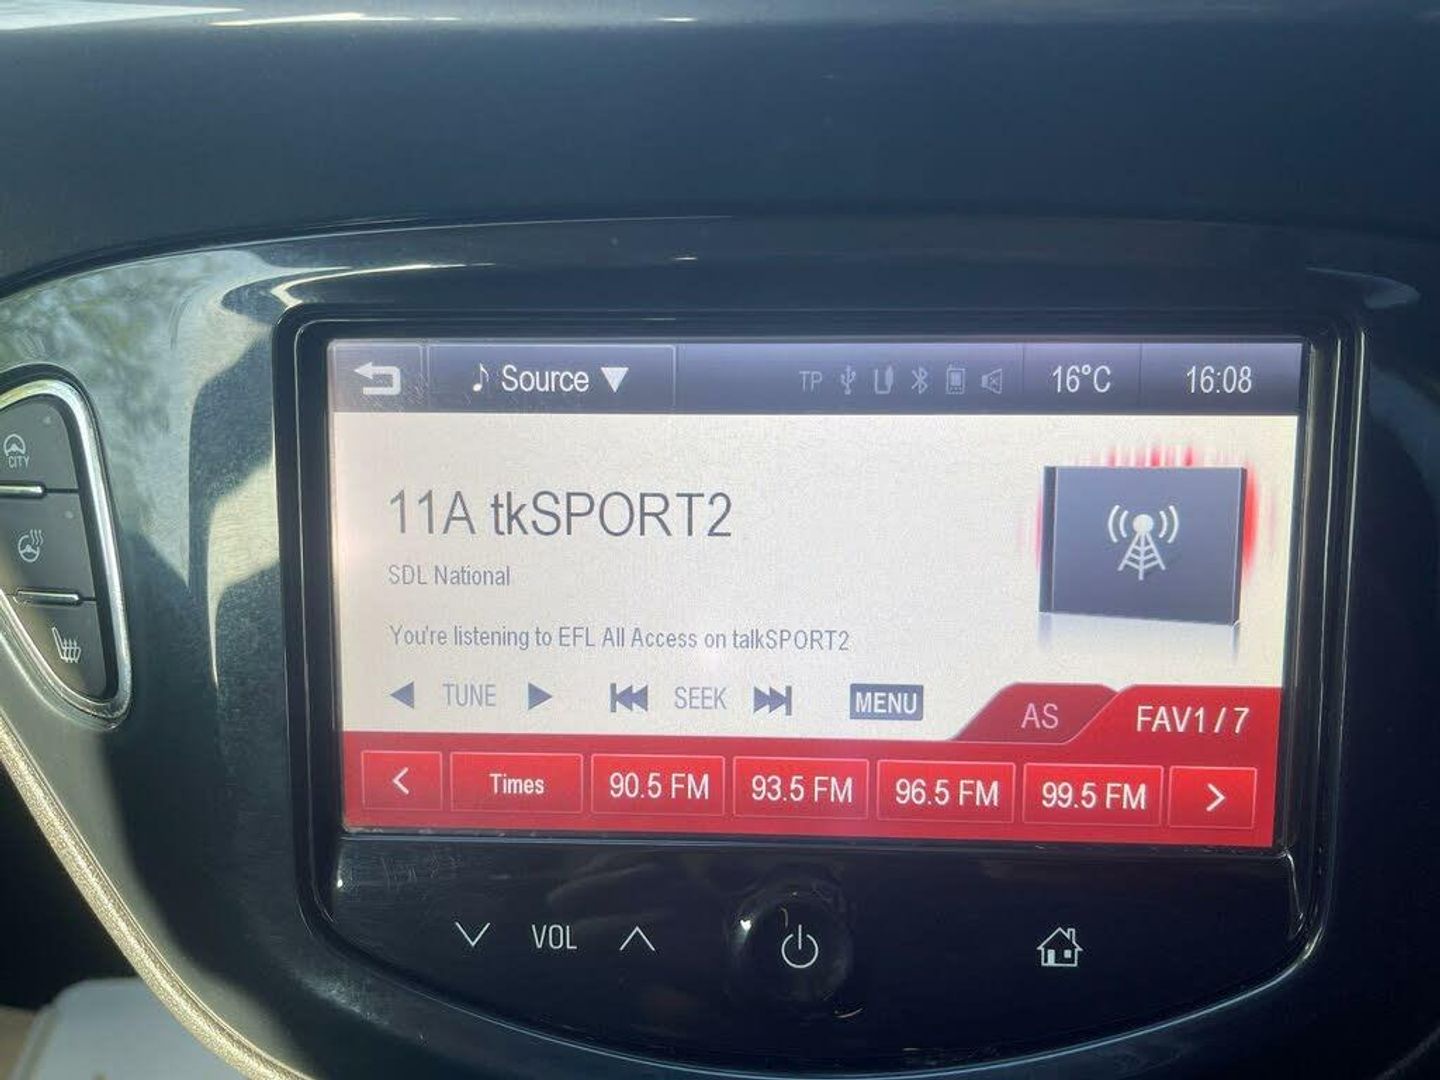 Source TP 16°C 16:08
CITY
11A tkSPORT2
SDL National
You're listening to EFL All Access on talkSPORT2
TUNE SEEK MENU AS FAV1 / 7
< Times 90.5 FM 93.5 FM 96.5 FM 99.5 FM >
VOL